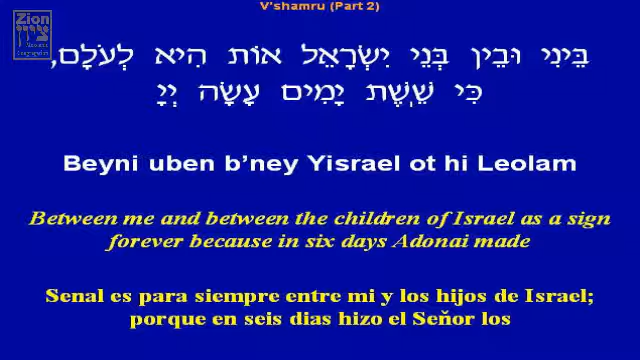 V'shamru (Part 2)
Zion
בֵּינִי וּבֵין בְּנֵי יִשְׂרָאֵל אוֹת הִיא לְעֹלָם,
כִּי שֵׁשֶׁת יָמִים עָשָׂה יְיָ
Beyni uben b’ney Yisrael ot hi Leolam
Between me and between the children of Israel as a sign
forever because in six days Adonai made
Senal es para siempre entre mi y los hijos de Israel;
porque en seis dias hizo el Seňor los